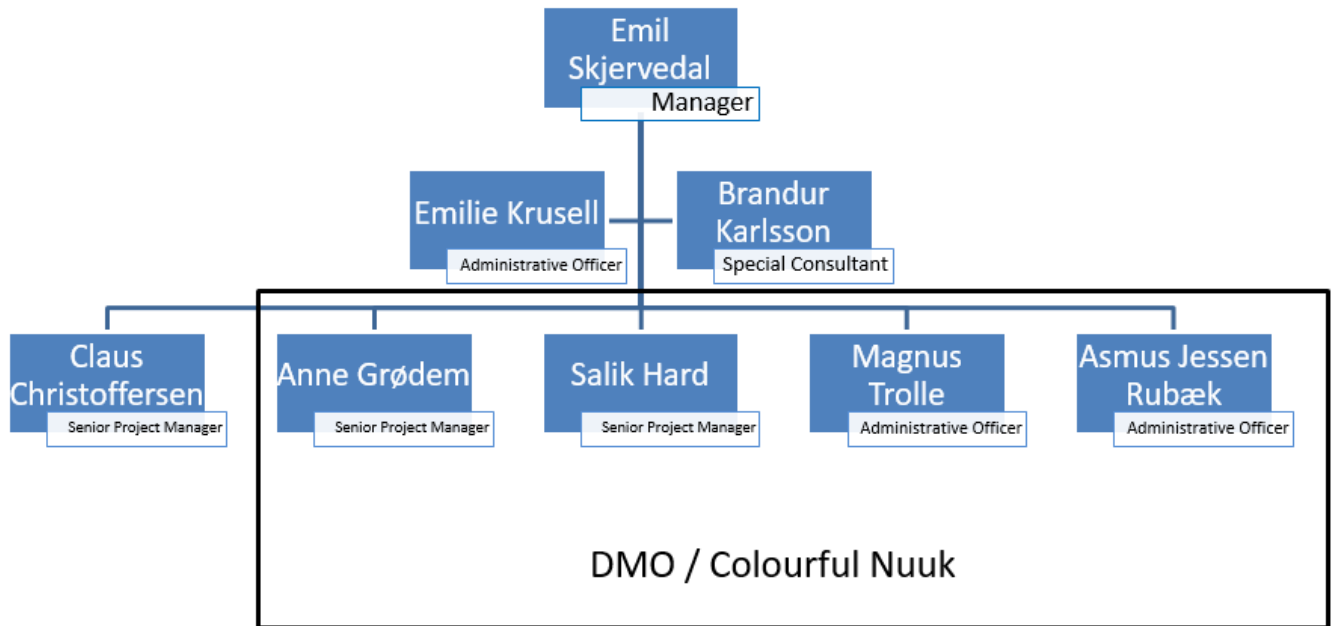 Emil
Skjervedal
Manager
Emilie Krusell
Administrative Officer
Brandur
Karlsson
Special Consultant
Claus
Christoffersen
Senior Project Manager
Anne Grødem
Senior Project Manager
Salik Hard
Senior Project Manager
Magnus
Trolle
Administrative Officer
Asmus Jessen
Rubæk
Administrative Officer
DMO / Colourful Nuuk